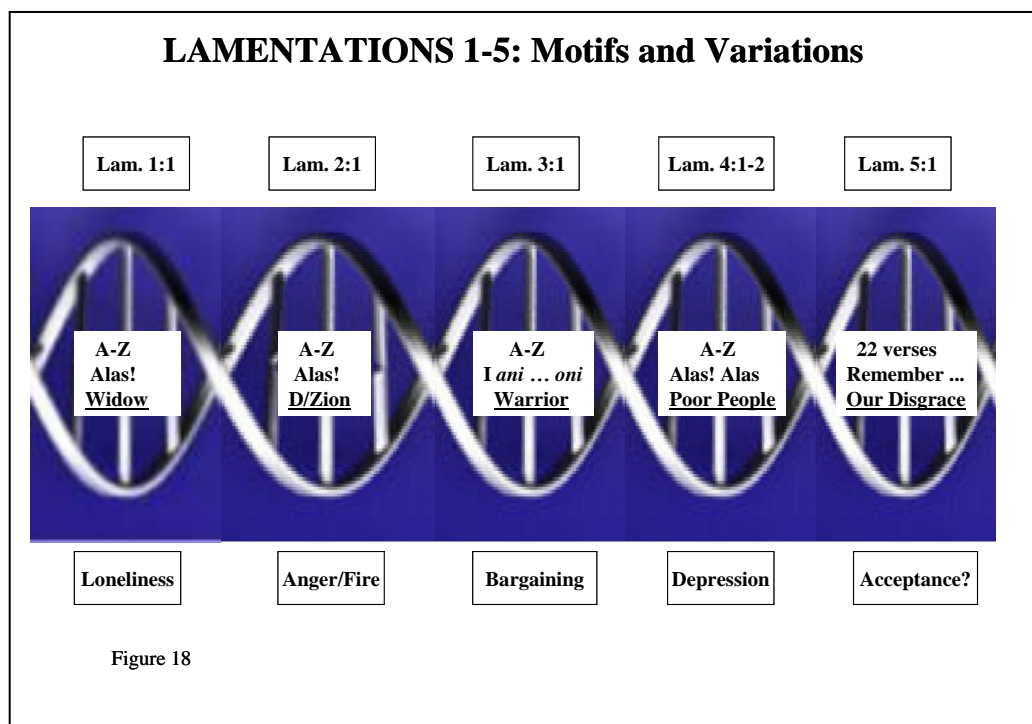 LAMENTATIONS 1-5: Motifs and Variations
Lam. 1:1
Lam. 2:1
Lam. 3:1
Lam. 4:1-2
Lam. 5:1
A-Z
Alas!
Widow
A-Z
Alas!
D/Zion
A-Z
I ani ... oni
Warrior
A-Z
Alas! Alas
Poor People
22 verses
Remember ...
Our Disgrace
Loneliness
Anger/Fire
Bargaining
Depression
Acceptance?
Figure 18